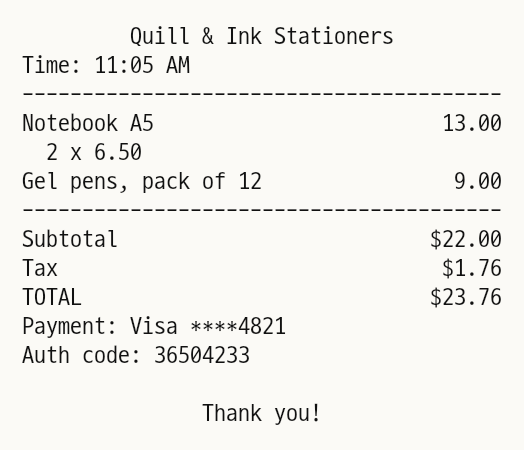 Quill & Ink Stationers
Time: 11:05 AM
----------------------------------------
Notebook A5 13.00
2 x 6.50
Gel pens, pack of 12 9.00
----------------------------------------
Subtotal $22.00
Tax $1.76
TOTAL $23.76
Payment: Visa ****4821
Auth code: 36504233
Thank you!